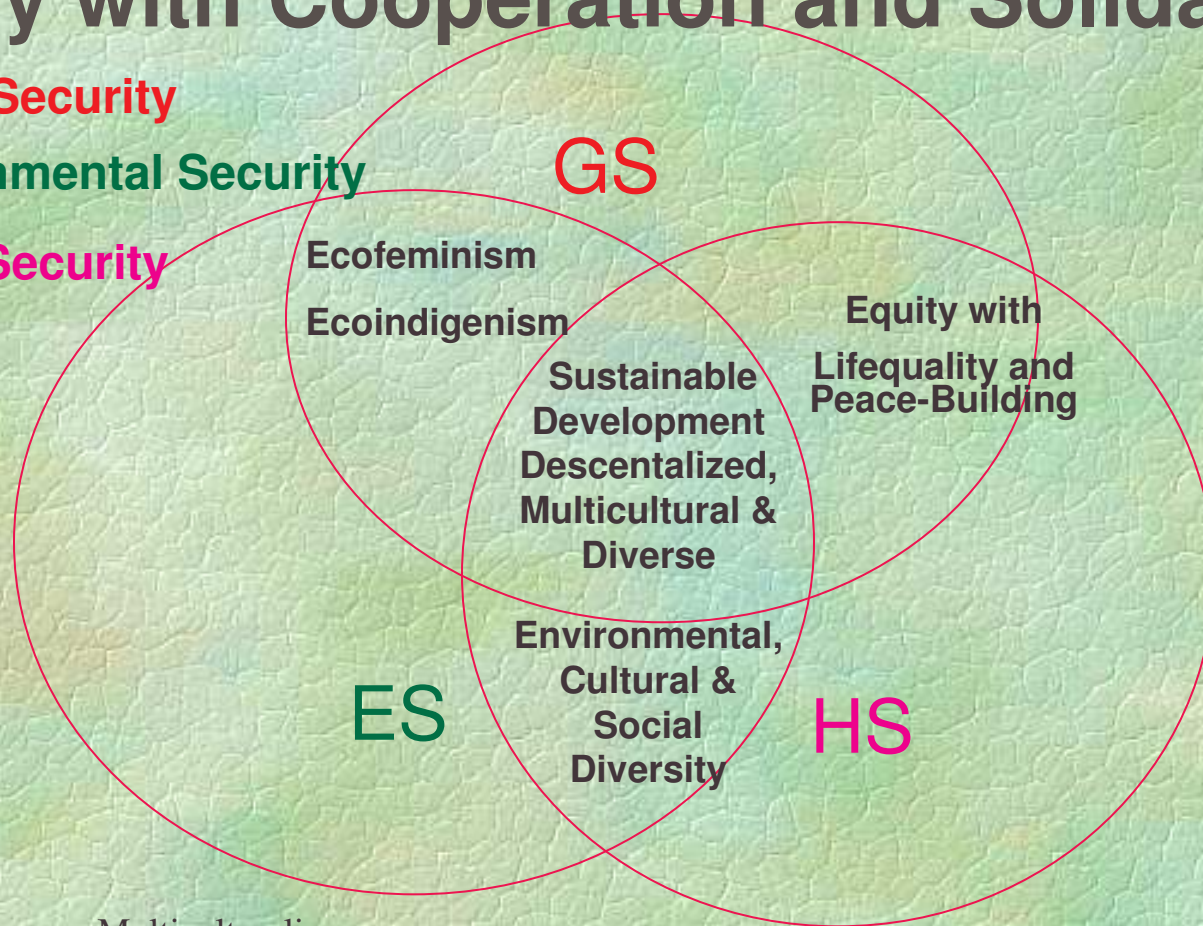 y with Cooperation and Solida
Security
nmental Security
Security
GS
Ecofeminism
Ecoindigenism
Equity with
Lifequality and
Peace-Building
Sustainable
Development
Descentalized,
Multicultural &
Diverse
Environmental,
Cultural &
Social
Diversity
ES
HS